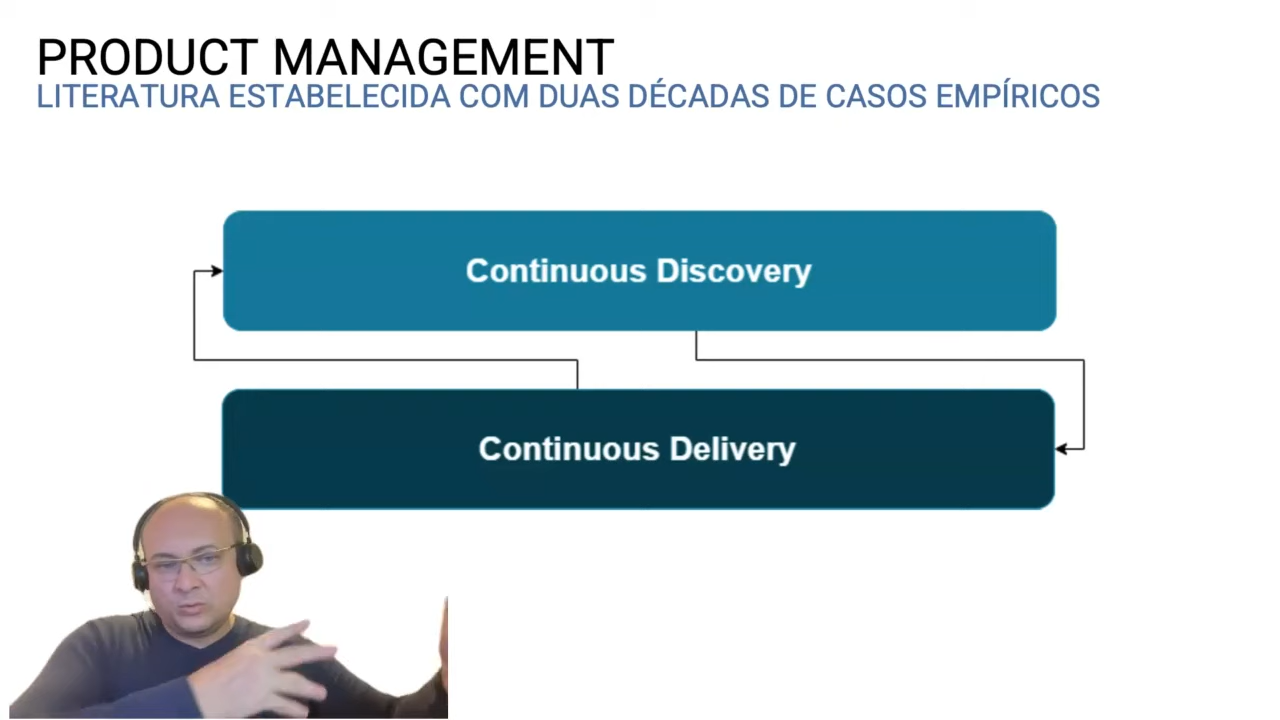 PRODUCT MANAGEMENT
LITERATURA ESTABELECIDA COM DUAS DÉCADAS DE CASOS EMPÍRICOS
Continuous Discovery
Continuous Delivery